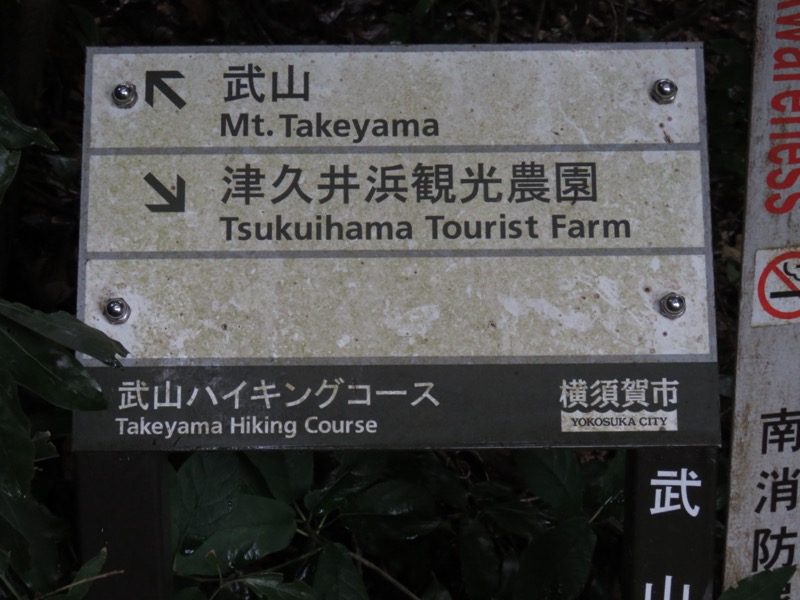 武山
Mt. Takeyama
津久井浜観光農園
Tsukuihama Tourist Farm
武山ハイキングコース
Takeyama Hiking Course
横須賀市
YOKOSUKA CITY
武山
南消防